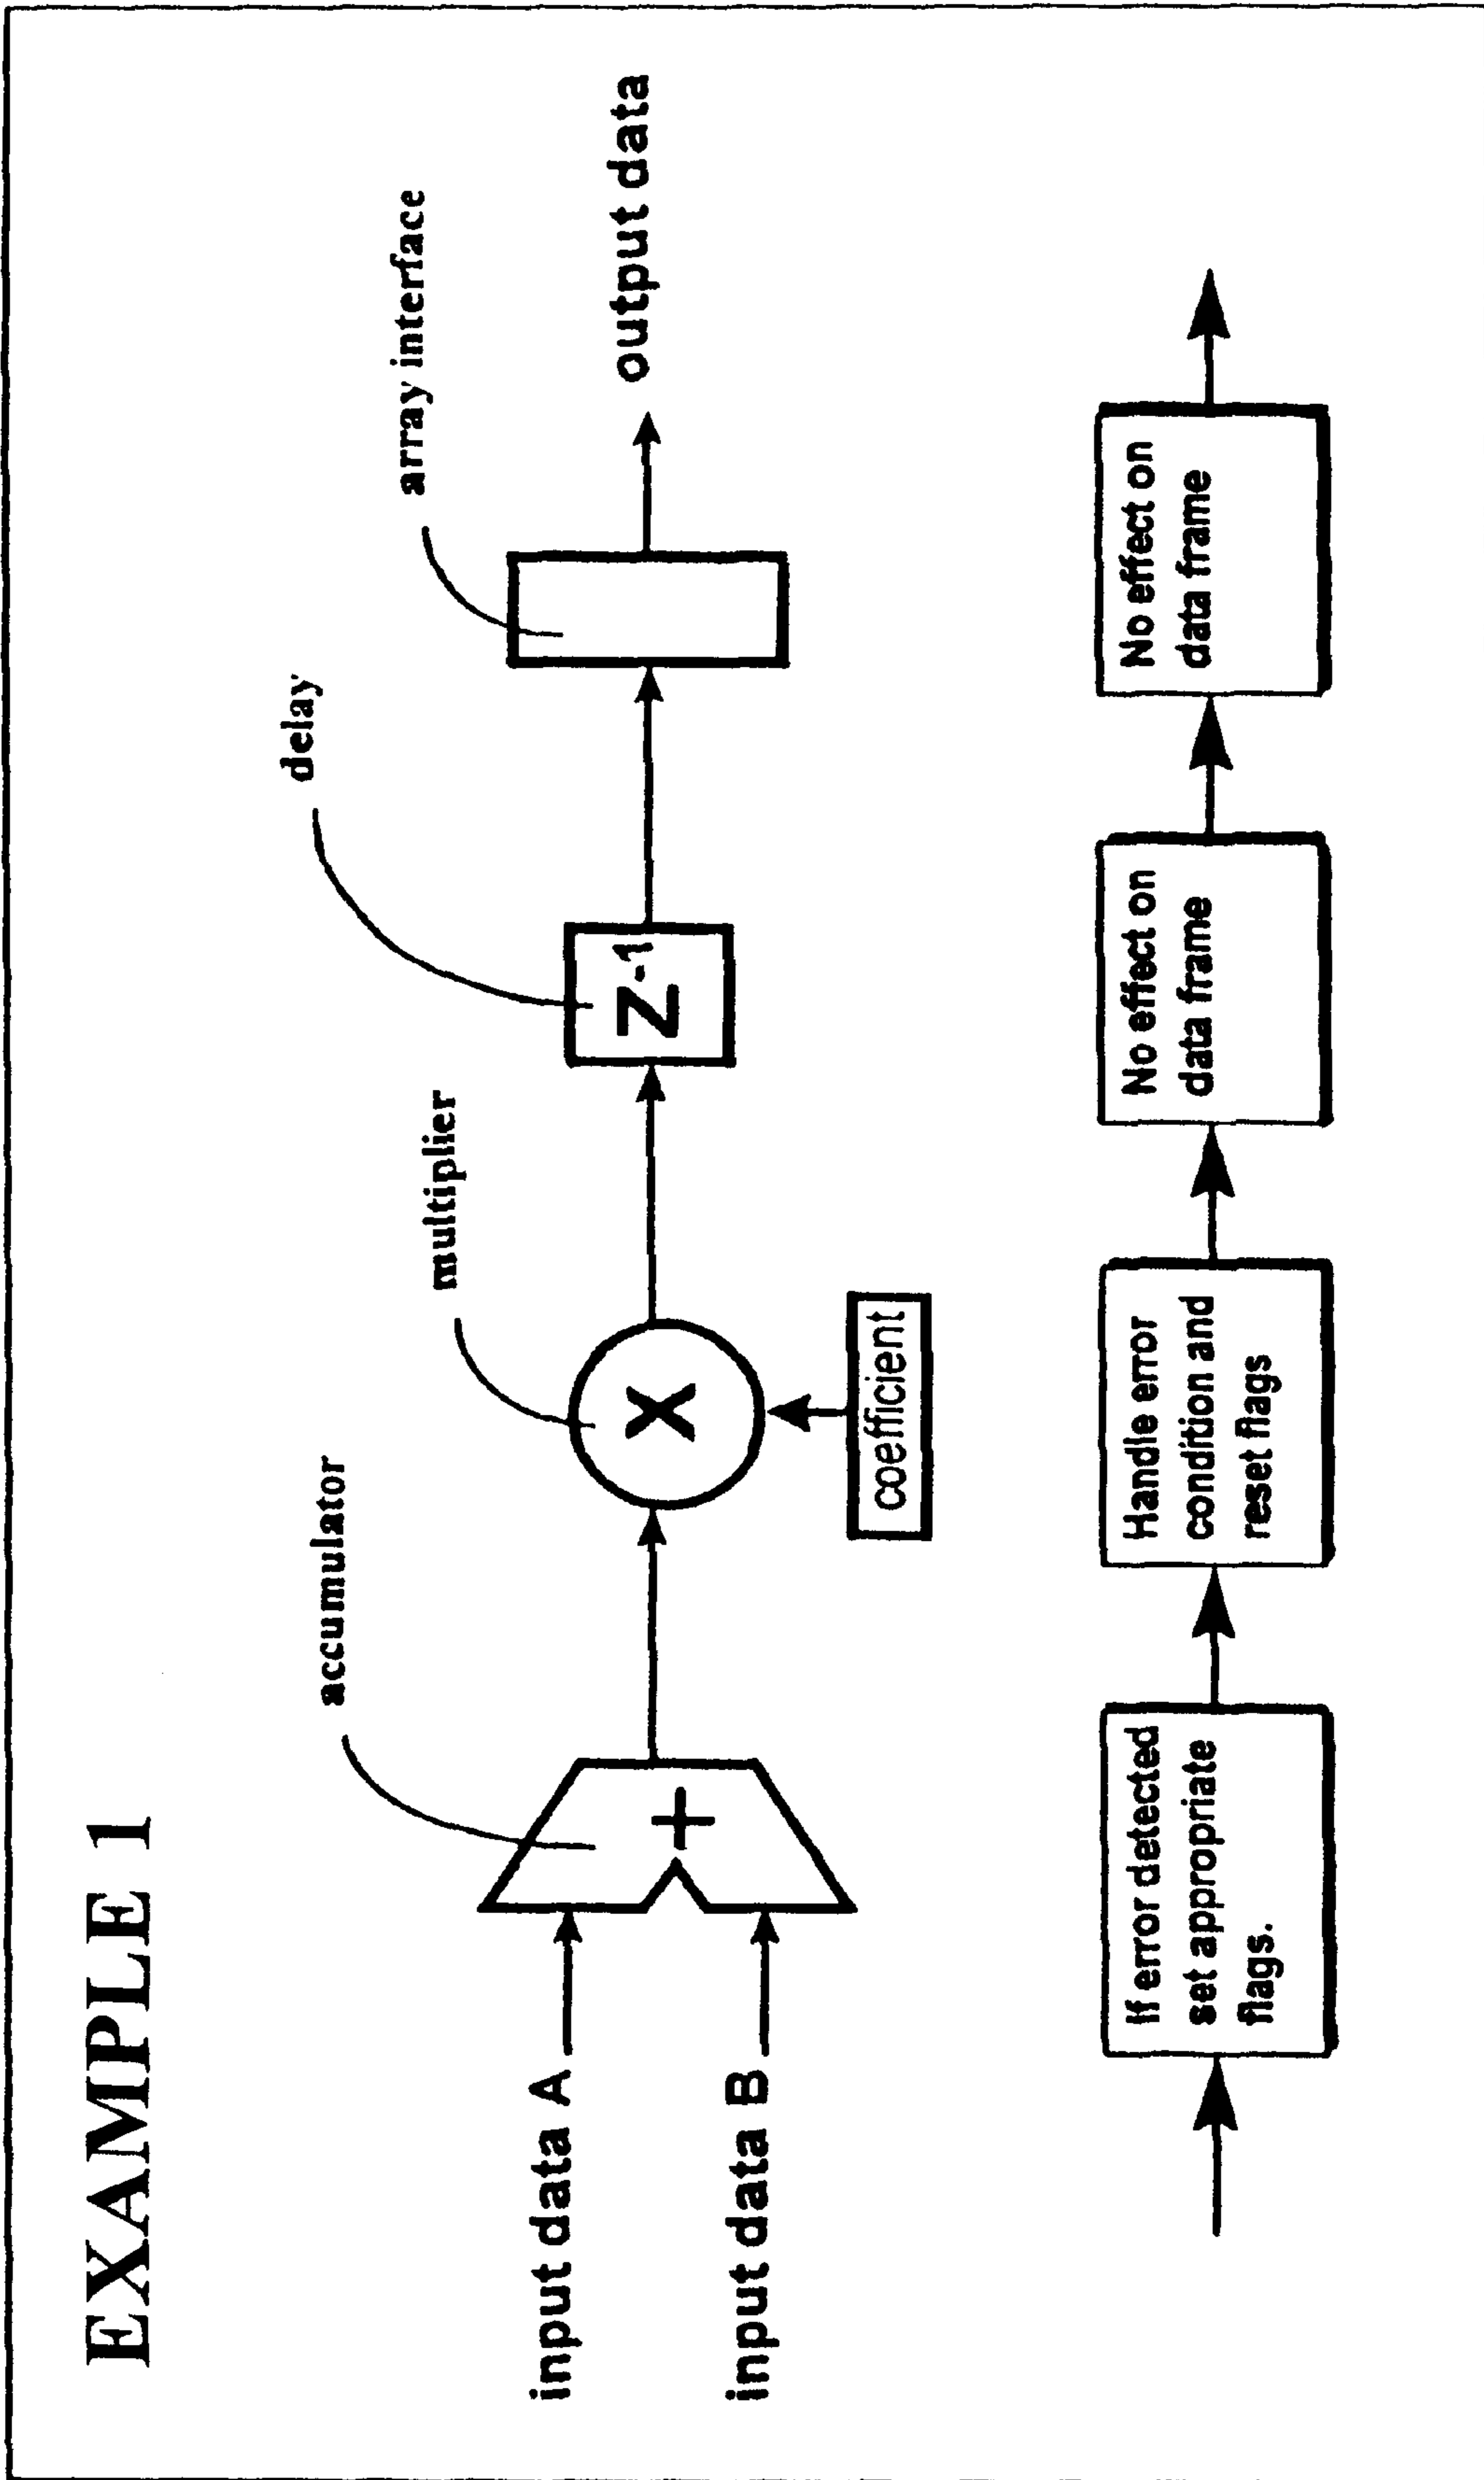 EXAMPLE 1
accumulator
multiplier
delay
array interface
input data A
input data B
+
X
Z-1
output data
coefficient
If error detected
set appropriate
flags.
Handle error
condition and
reset flags
No effect on
data frame
No effect on
data frame